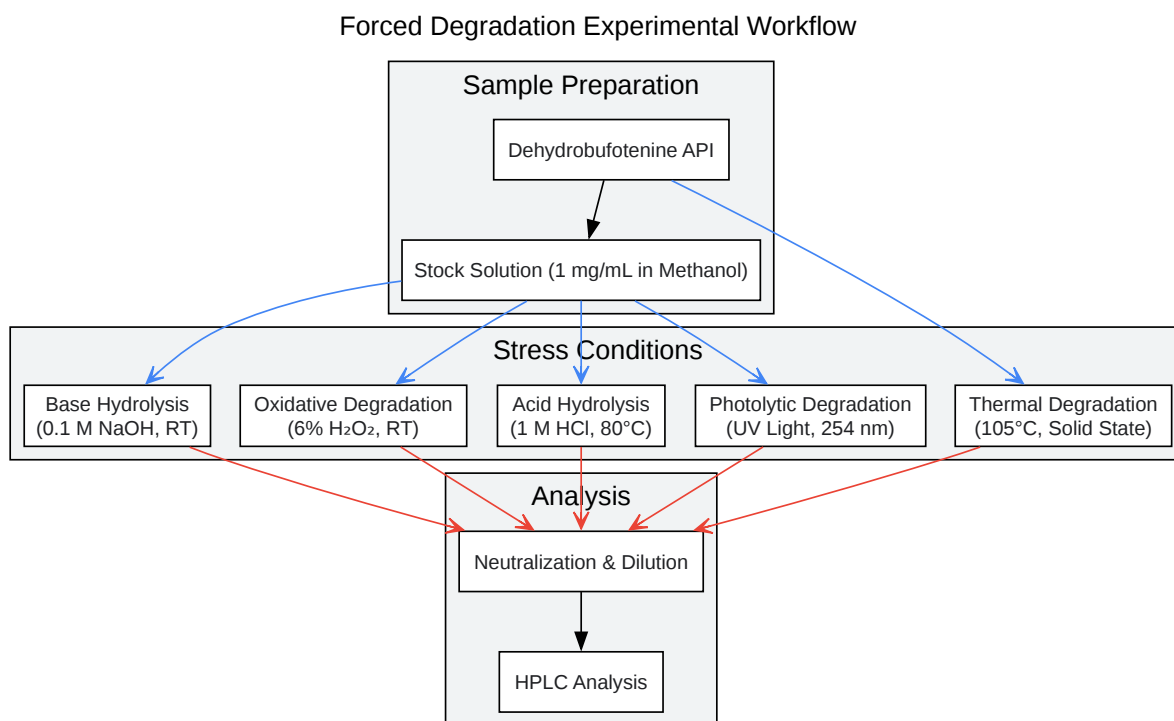 Forced Degradation Experimental Workflow
Sample Preparation
Dehydrobufotenine API
Stock Solution (1 mg/mL in Methanol)
Stress Conditions
Base Hydrolysis
(0.1 M NaOH, RT)
Oxidative Degradation
(6% H₂O₂, RT)
Acid Hydrolysis
(1 M HCl, 80°C)
Photolytic Degradation
(UV Light, 254 nm)
Thermal Degradation
(105°C, Solid State)
Analysis
Neutralization & Dilution
HPLC Analysis